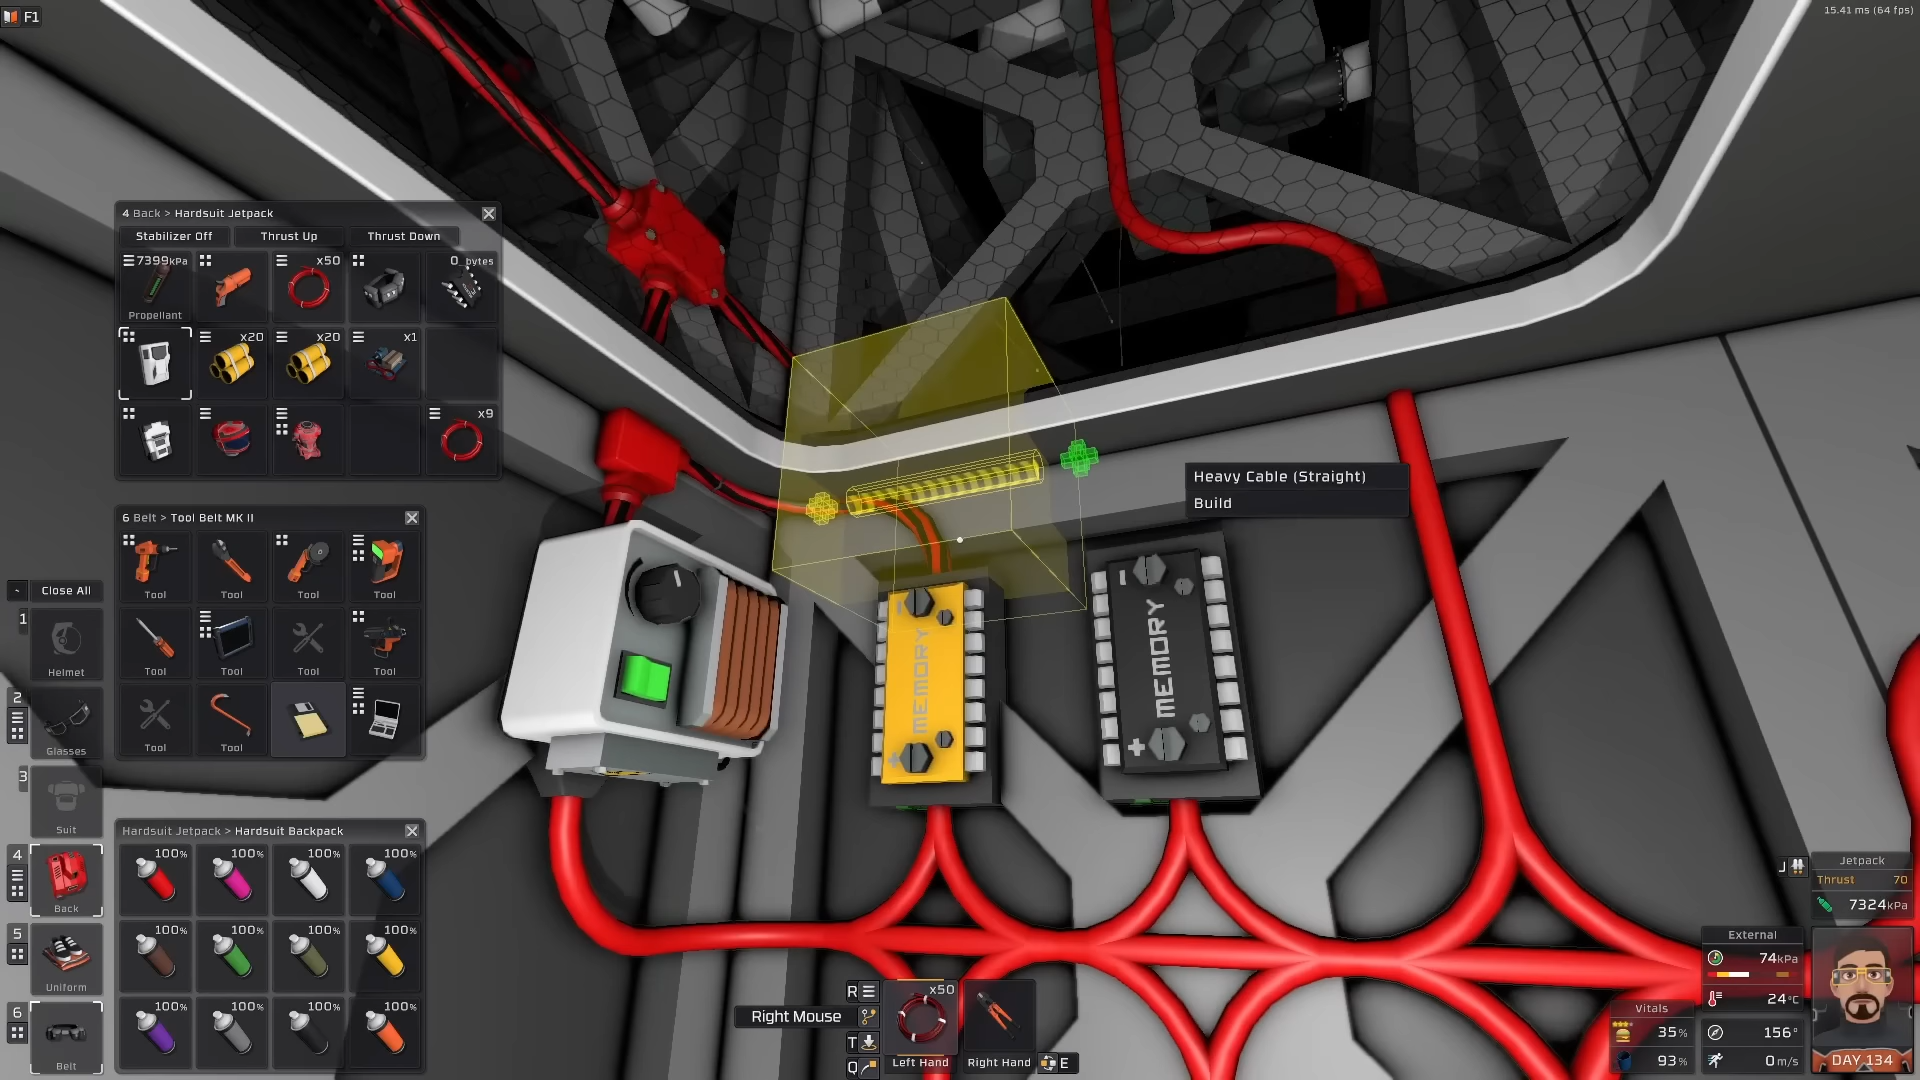 F1
15.41 ms (64 fps)
4 Back > Hardsuit Jetpack
Stabilizer Off
Thrust Up
Thrust Down
7399kPa
x50
0 bytes
Propellant
x20
x20
x1
x9
6 Belt > Tool Belt MK II
Tool
Tool
Tool
Tool
Tool
Tool
Tool
Tool
Tool
Tool
Hardsuit Jetpack > Hardsuit Backpack
100%
100%
100%
100%
100%
100%
100%
100%
100%
100%
100%
100%
~
Close All
1
Helmet
2
Glasses
3
Suit
4
Back
5
Uniform
6
Belt
Heavy Cable (Straight)
Build
MEMORY
MEMORY
Right Mouse
R
T
Q
x50
Left Hand
Right Hand
E
J
Jetpack
Thrust 70
7324kPa
External
74kPa
24°C
156°
0m/s
Vitals
35%
93%
DAY 134